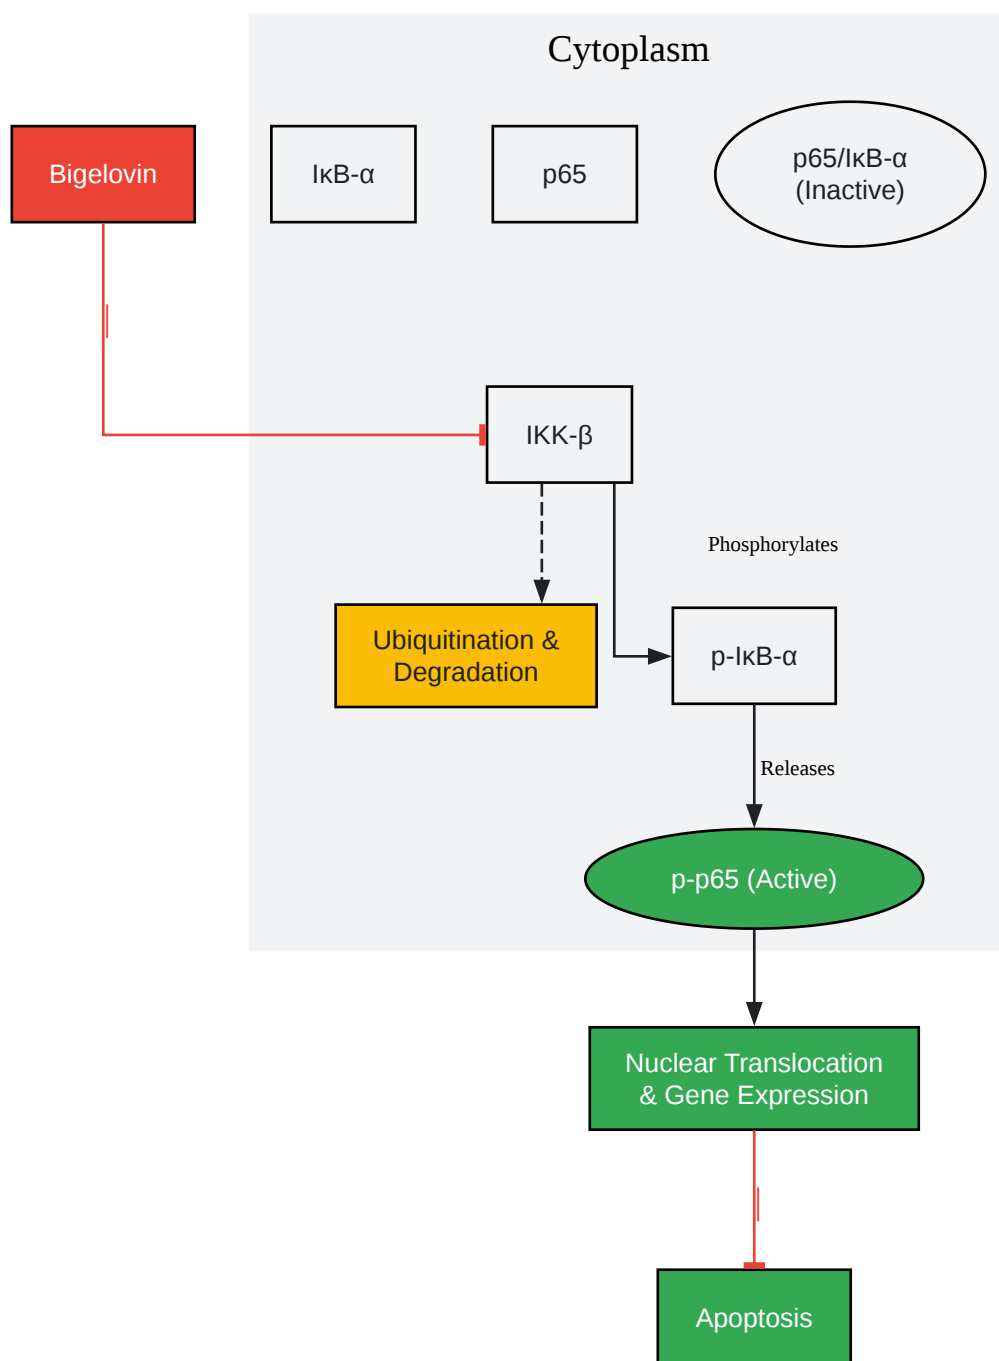 Cytoplasm
Bigelovin
IκB-α
p65
p65/IκB-α
(Inactive)
IKK-β
Phosphorylates
Ubiquitination &
Degradation
p-IκB-α
Releases
p-p65 (Active)
Nuclear Translocation
& Gene Expression
Apoptosis